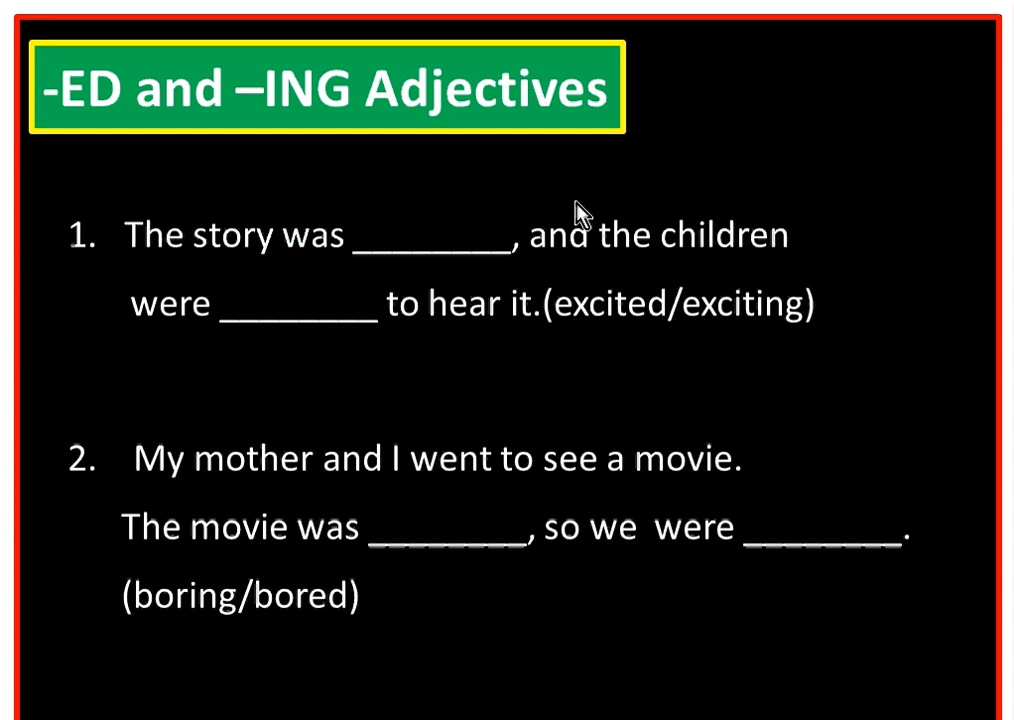 -ED and –ING Adjectives
1. The story was ________, and the children
were ________ to hear it.(excited/exciting)
2. My mother and I went to see a movie.
The movie was ________, so we were ________.
(boring/bored)